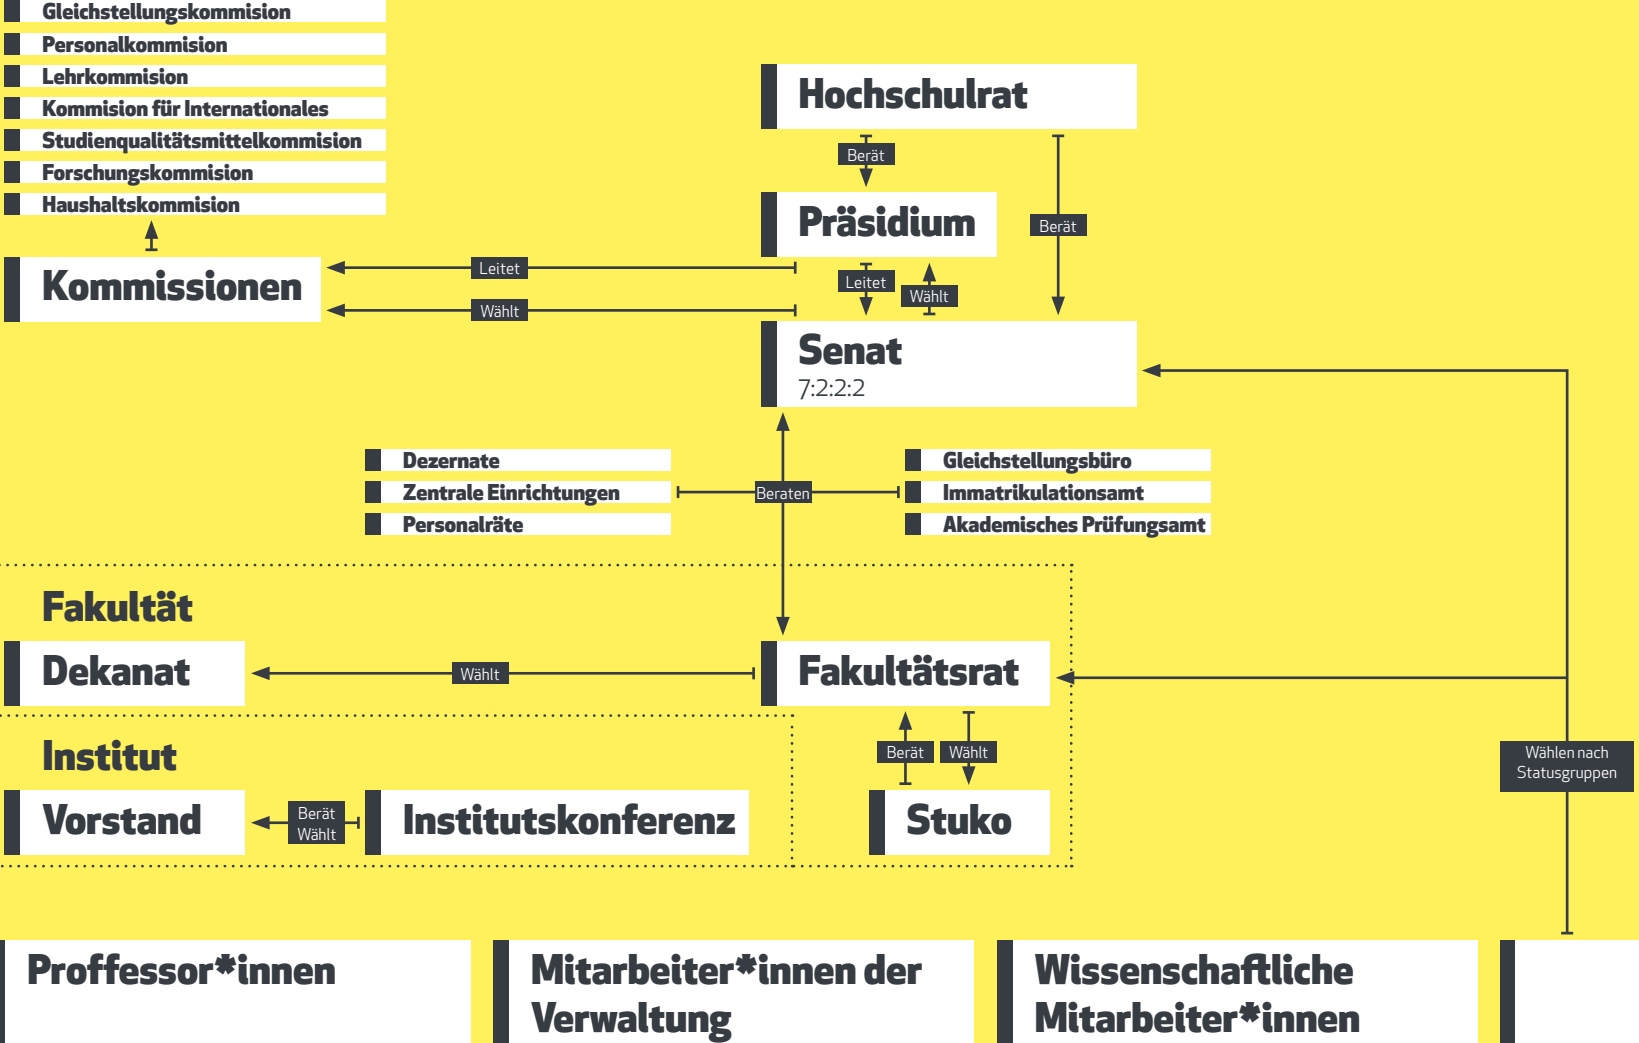 Gleichstellungskommision
Personalkommision
Lehrkommision
Kommision für Internationales
Studienqualitätsmittelkommision
Forschungskommision
Haushaltskommision
Kommissionen
Hochschulrat
Berät
Berät
Präsidium
Leitet
Wählt
Leitet
Wählt
Senat
7:2:2:2
Dezernate
Zentrale Einrichtungen
Personalräte
Beraten
Gleichstellungsbüro
Immatrikulationsamt
Akademisches Prüfungsamt
Fakultät
Dekanat
Wählt
Fakultätsrat
Berät
Wählt
Stuko
Institut
Vorstand
Berät
Wählt
Institutskonferenz
Wählen nach
Statusgruppen
Proffessor*innen
Mitarbeiter*innen der
Verwaltung
Wissenschaftliche
Mitarbeiter*innen